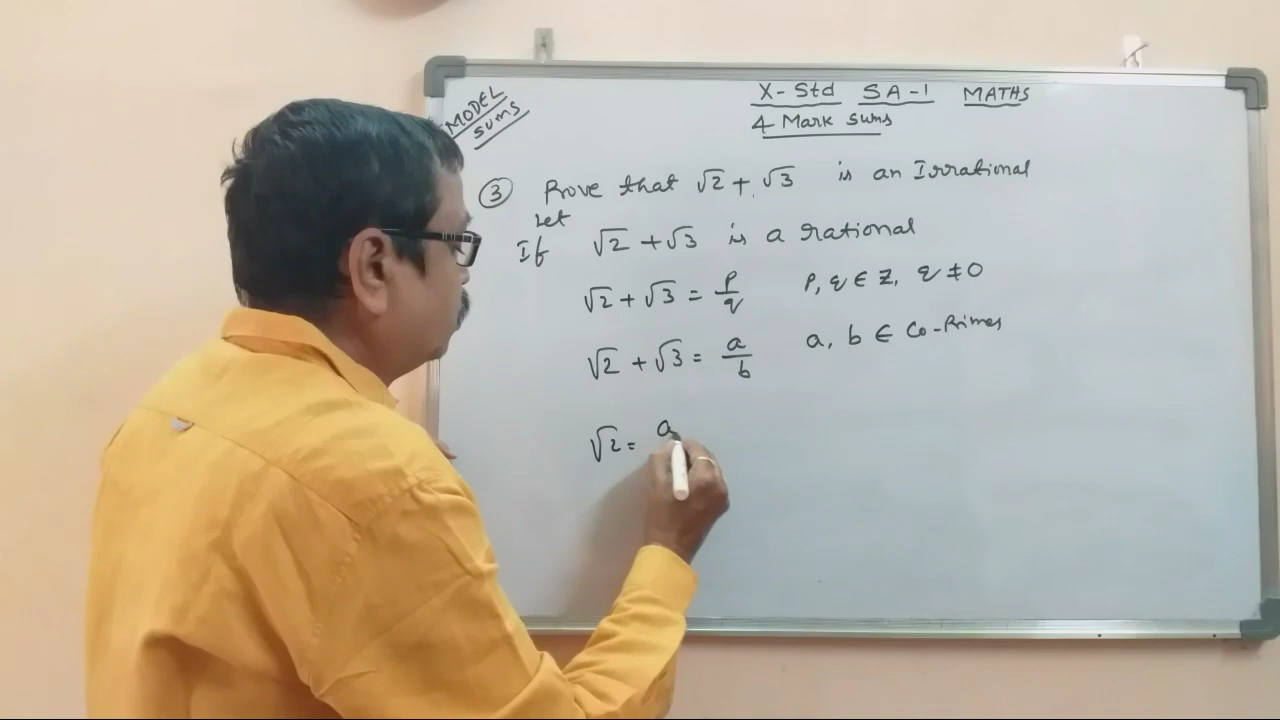 MODEL
SUMS
X-Std SA-1 MATHS
4 Mark sums
③ Prove that √2 + √3 is an Irrational
Let
If √2 + √3 is a rational
√2 + √3 = p/q p, q ∈ Z, q ≠ 0
√2 + √3 = a/b a, b ∈ Co-Primes
√2 = a